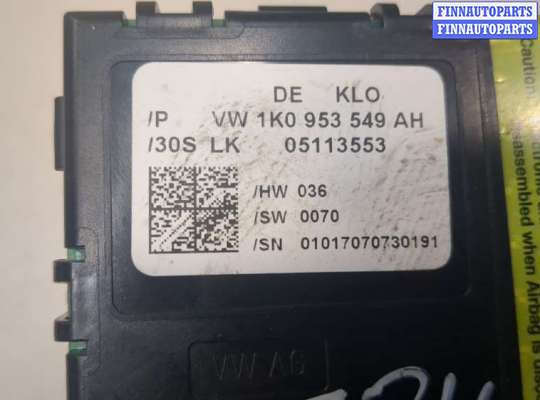 FINNAUTOPARTS
FINNAUTOPARTS
DE KLO
/P VW 1K0 953 549 AH
/30S LK 05113553
/HW 036
/SW 0070
/SN 01017070730191
VW AG
Caution
assembled when Airbag is